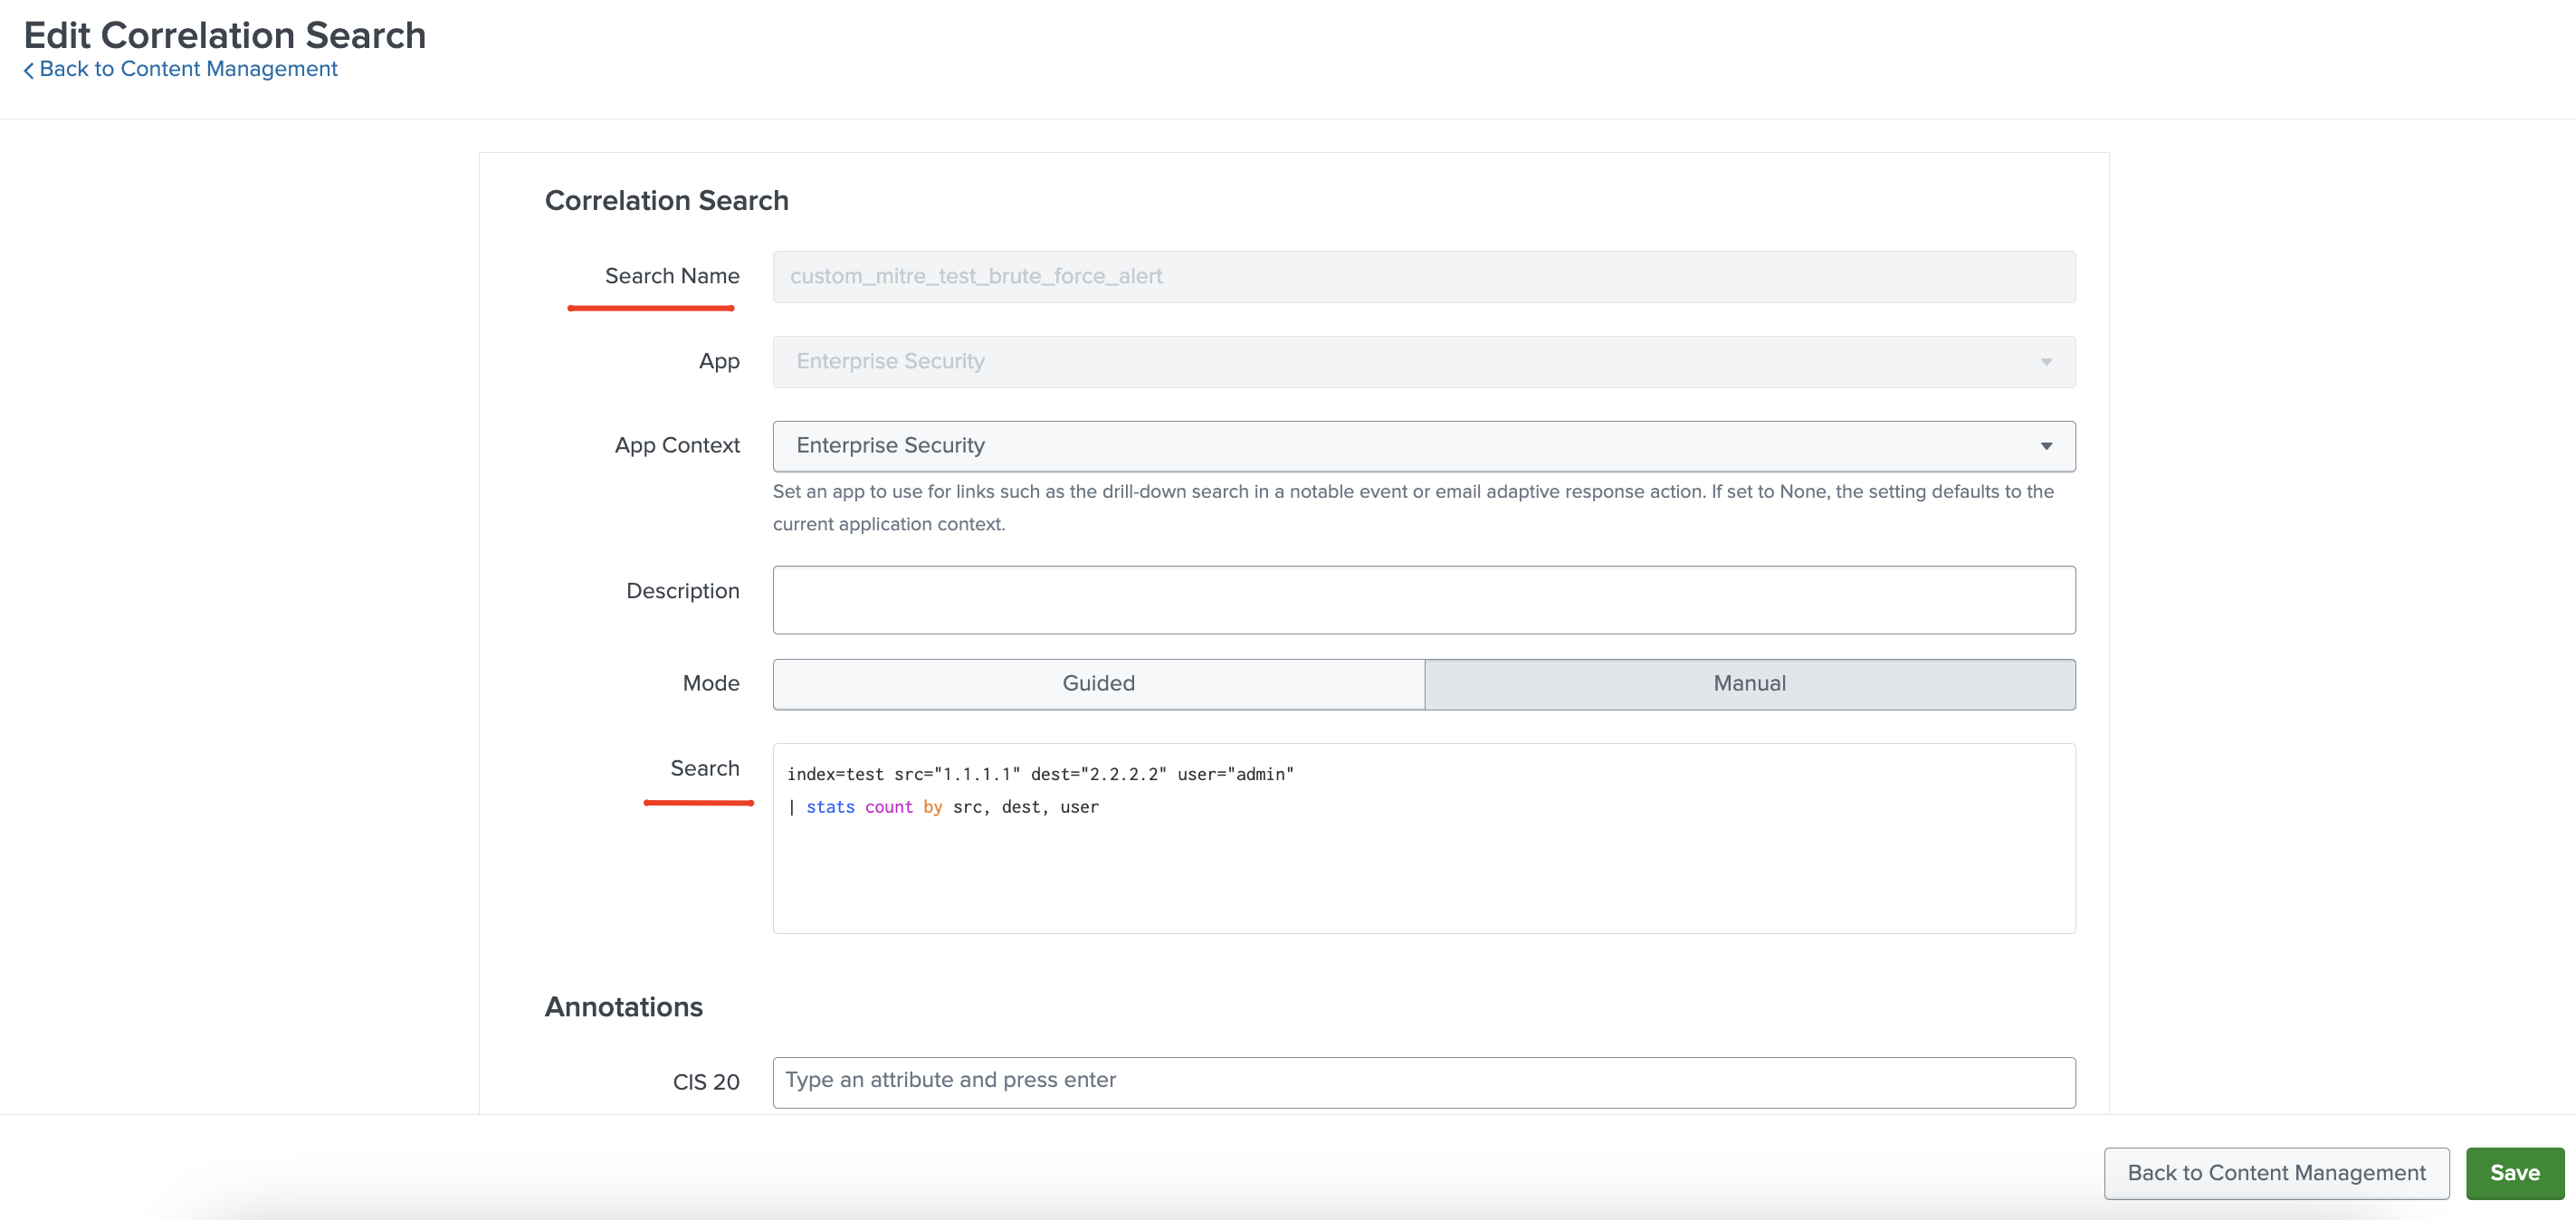 Edit Correlation Search
Back to Content Management
Correlation Search
Search Name
custom_mitre_test_brute_force_alert
App
Enterprise Security
App Context
Enterprise Security
Set an app to use for links such as the drill-down search in a notable event or email adaptive response action. If set to None, the setting defaults to the
current application context.
Description
Mode
Guided
Manual
Search
index=test src="1.1.1.1" dest="2.2.2.2" user="admin"
| stats count by src, dest, user
Annotations
CIS 20
Type an attribute and press enter
Back to Content Management
Save